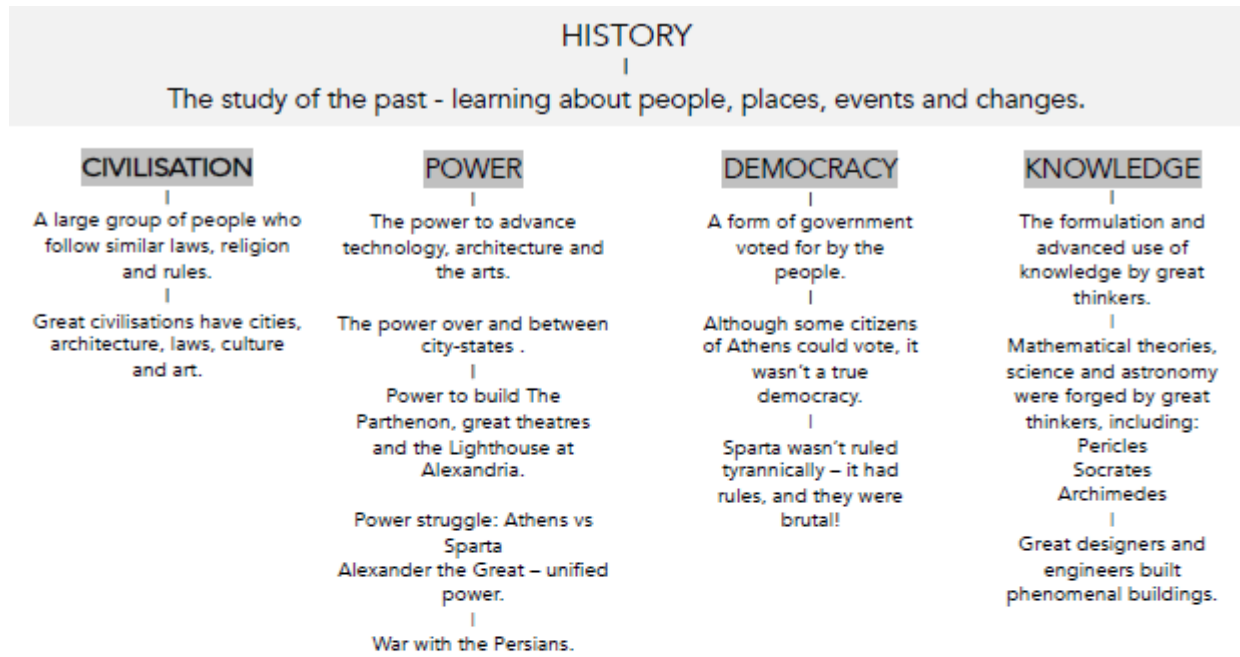 HISTORY
The study of the past - learning about people, places, events and changes.
CIVILISATION
A large group of people who
follow similar laws, religion
and rules.
Great civilisations have cities,
architecture, laws, culture
and art.
POWER
The power to advance
technology, architecture and
the arts.
The power over and between
city-states .
Power to build The
Parthenon, great theatres
and the Lighthouse at
Alexandria.
Power struggle: Athens vs
Sparta
Alexander the Great – unified
power.
War with the Persians.
DEMOCRACY
A form of government
voted for by the
people.
Although some citizens
of Athens could vote, it
wasn't a true
democracy.
Sparta wasn't ruled
tyrannically – it had
rules, and they were
brutal!
KNOWLEDGE
The formulation and
advanced use of
knowledge by great
thinkers.
Mathematical theories,
science and astronomy
were forged by great
thinkers, including:
Pericles
Socrates
Archimedes
Great designers and
engineers built
phenomenal buildings.